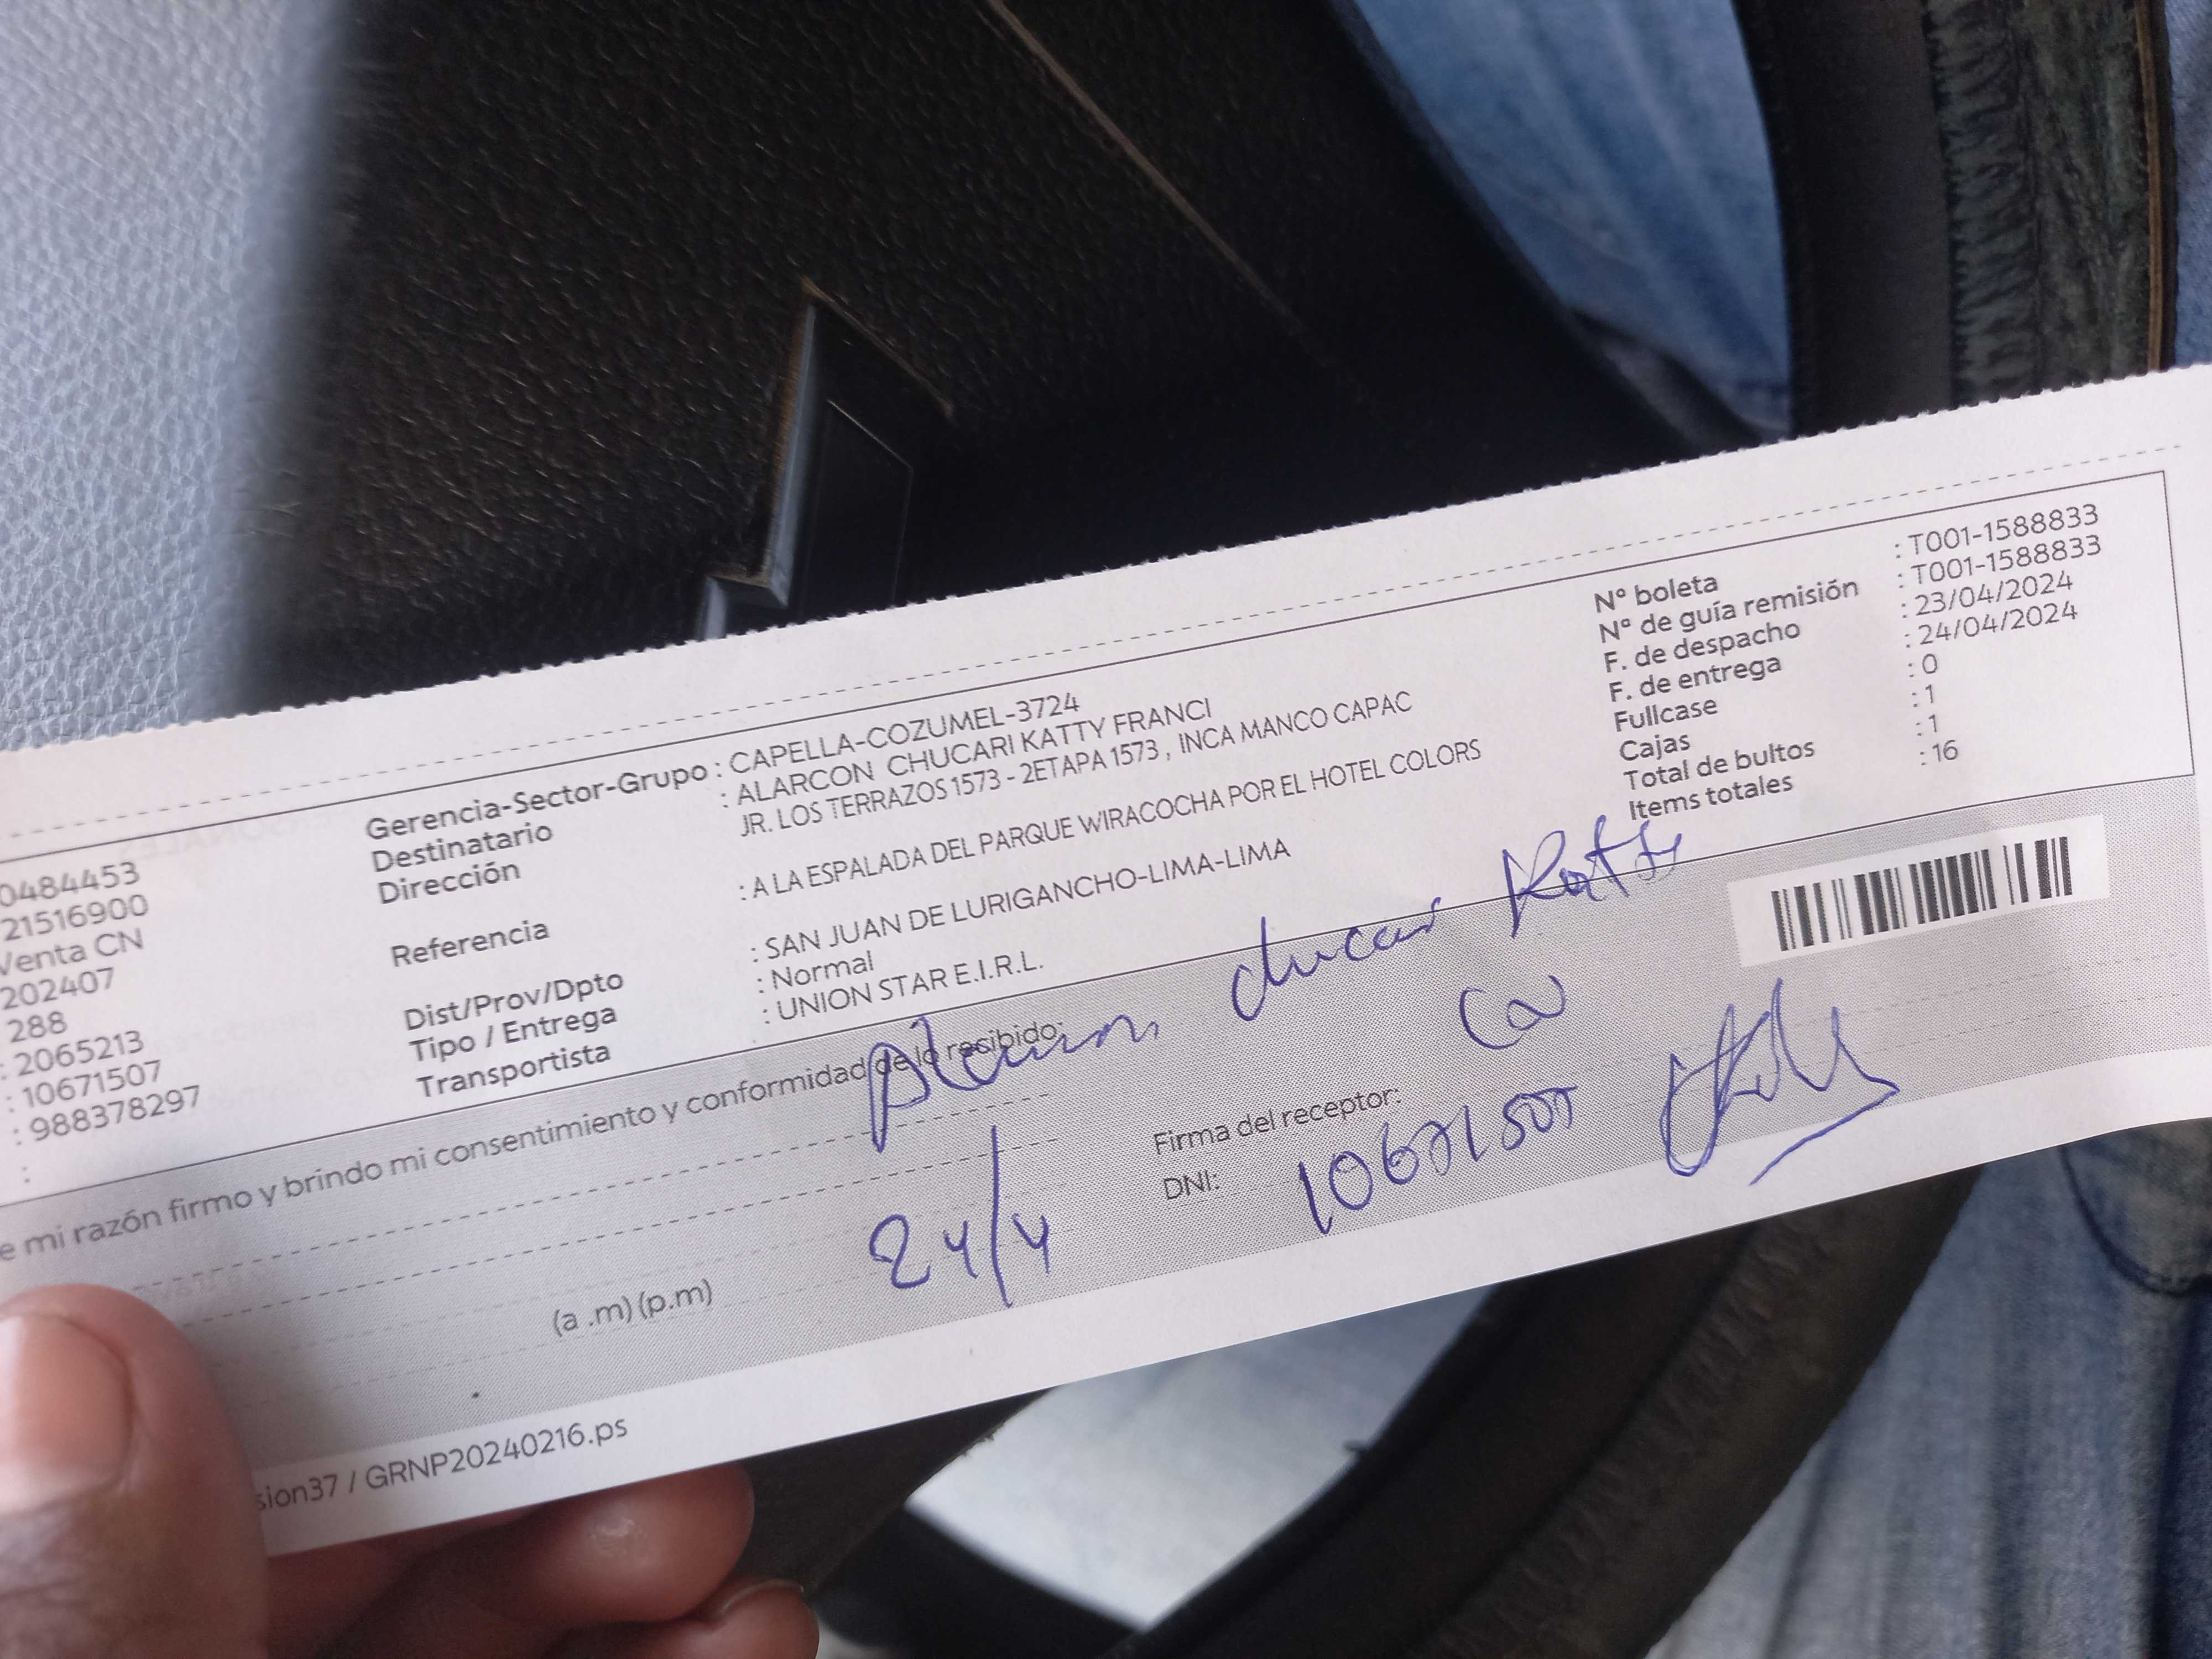 0484453
21516900
Venta CN
202407
288
: 2065213
: 10671507
: 988378297
:
Gerencia-Sector-Grupo : CAPELLA-COZUMEL-3724
Destinatario : ALARCON CHUCARI KATTY FRANCI
Dirección JR. LOS TERRAZOS 1573 - 2ETAPA 1573 , INCA MANCO CAPAC
Referencia : A LA ESPALADA DEL PARQUE WIRACOCHA POR EL HOTEL COLORS
Dist/Prov/Dpto : SAN JUAN DE LURIGANCHO-LIMA-LIMA
Tipo / Entrega : Normal
Transportista : UNION STAR E.I.R.L.
Nº boleta : T001-1588833
Nº de guía remisión : T001-1588833
F. de despacho : 23/04/2024
F. de entrega : 24/04/2024
Fullcase : 0
Cajas : 1
Total de bultos : 1
Items totales : 16
e mi razón firmo y brindo mi consentimiento y conformidad de lo recibido:
Katty
Firma del receptor:
DNI: 10671507
(a .m) (p.m) 24/4
sion37 / GRNP20240216.ps